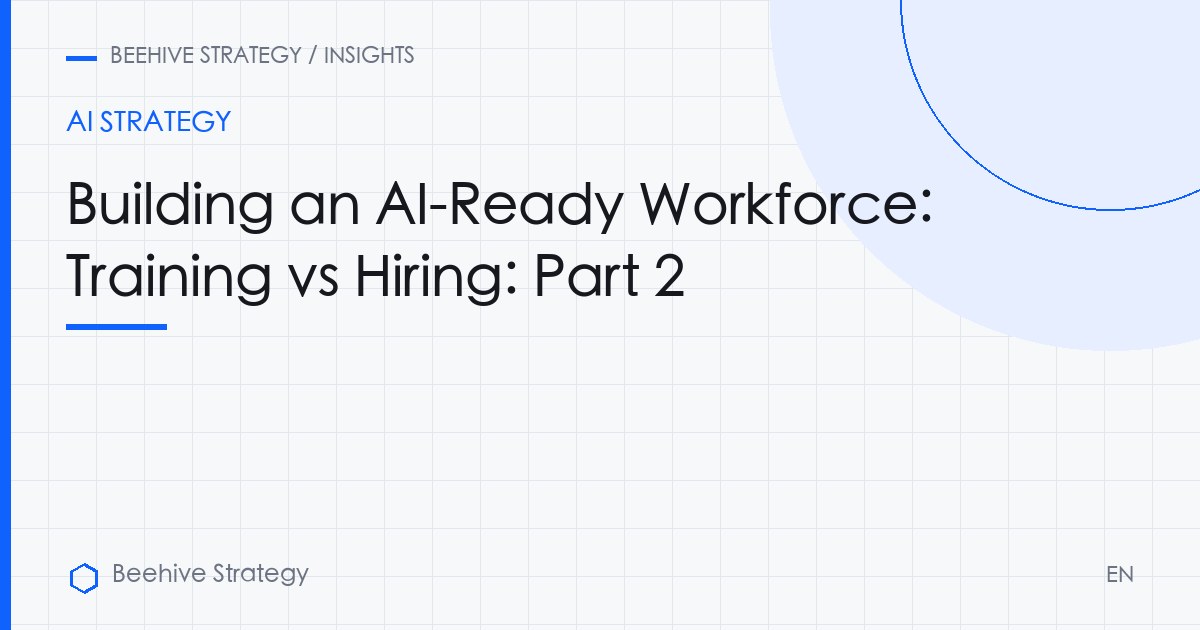 BEEHIVE STRATEGY / INSIGHTS
AI STRATEGY
Building an AI-Ready Workforce:
Training vs Hiring: Part 2
Beehive Strategy
EN